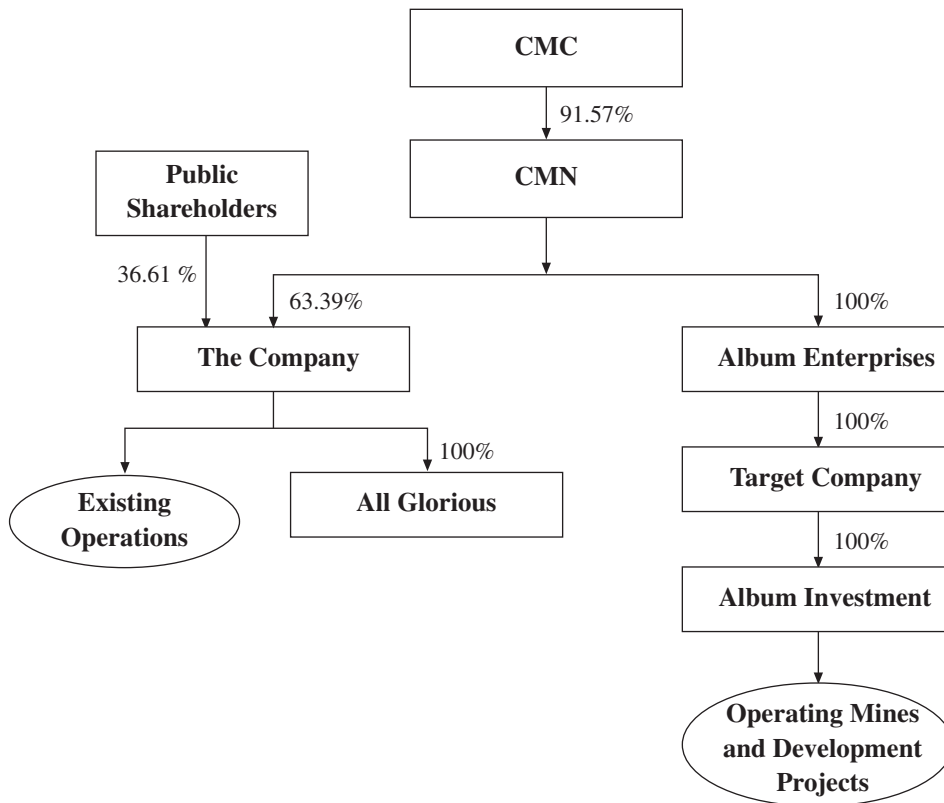 CMC
91.57%
Public
Shareholders
CMN
36.61 %
63.39%
100%
The Company
Album Enterprises
100%
100%
Existing
Operations
All Glorious
Target Company
100%
Album Investment
Operating Mines
and Development
Projects